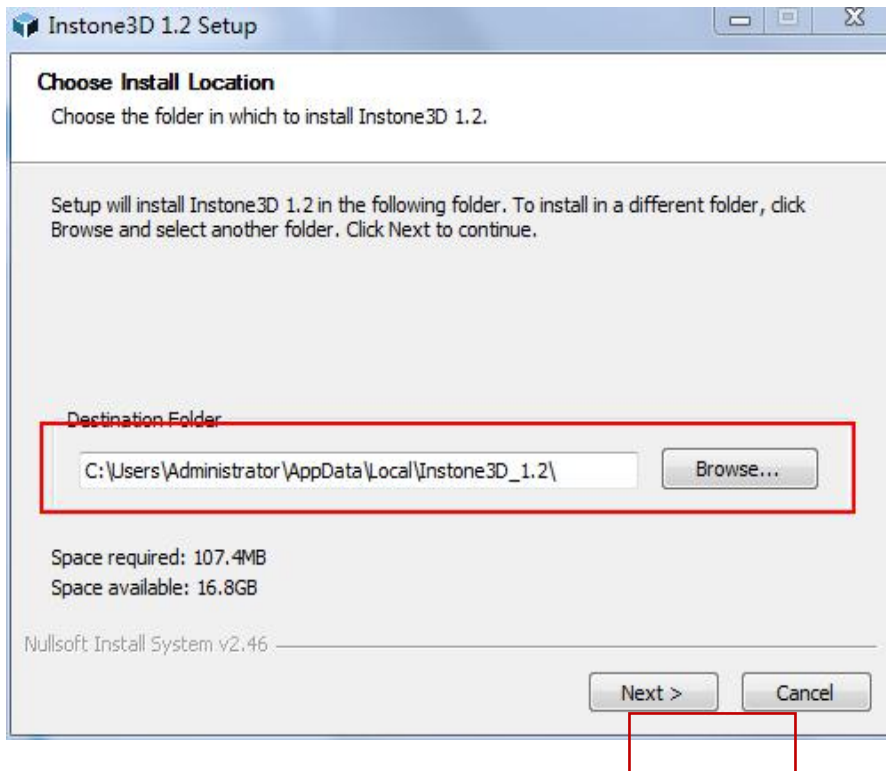 Instone3D 1.2 Setup
Choose Install Location
Choose the folder in which to install Instone3D 1.2.
Setup will install Instone3D 1.2 in the following folder. To install in a different folder, click
Browse and select another folder. Click Next to continue.
Destination Folder
C:\Users\Administrator\AppData\Local\Instone3D_1.2\
Browse...
Space required: 107.4MB
Space available: 16.8GB
Nullsoft Install System v2.46
Next >
Cancel